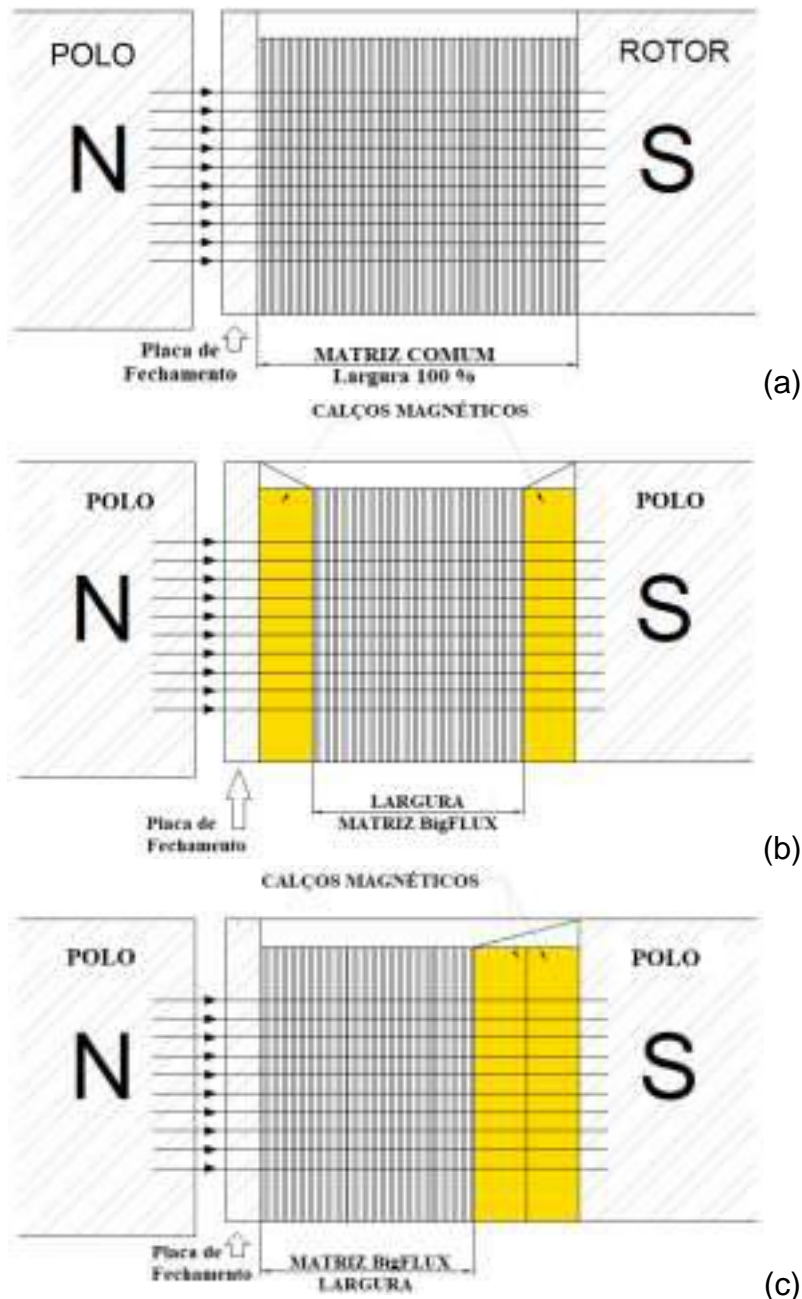 POLO
ROTOR
N
S
Placa de
Fechamento
MATRIZ COMUM
Largura 100 %
(a)
CALÇOS MAGNÉTICOS
POLO
POLO
N
S
Placa de
Fechamento
LARGURA
MATRIZ BigFLUX
(b)
CALÇOS MAGNÉTICOS
POLO
POLO
N
S
Placa de
Fechamento
MATRIZ BigFLUX
LARGURA
(c)